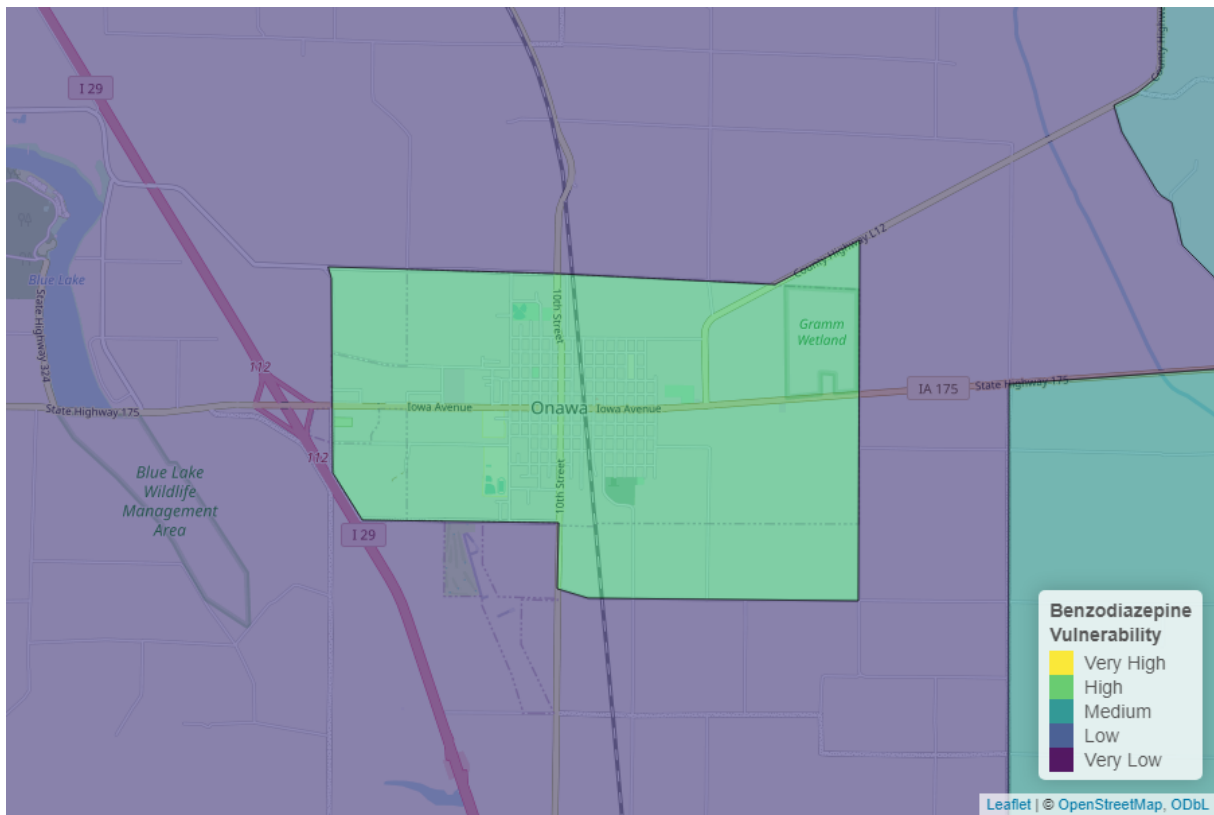 I 29
County Highway
County Highway L12
Blue Lake
State Highway 324
10th Street
Gramm
Wetland
112
State Highway 175
Iowa Avenue
Onawa
Iowa Avenue
IA 175
State Highway 175
112
10th Street
Blue Lake
Wildlife
Management
Area
I 29
Benzodiazepine
Vulnerability
Very High
High
Medium
Low
Very Low
Leaflet | © OpenStreetMap, ODbL